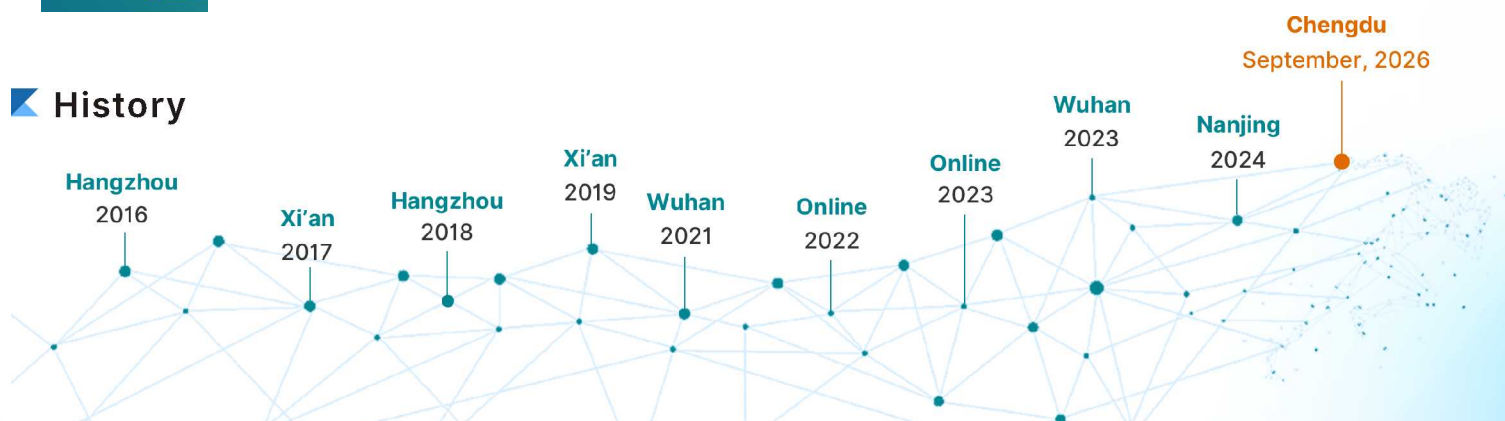 History
Hangzhou
2016
Xi’an
2017
Hangzhou
2018
Xi’an
2019
Wuhan
2021
Online
2022
Online
2023
Wuhan
2023
Nanjing
2024
Chengdu
September, 2026